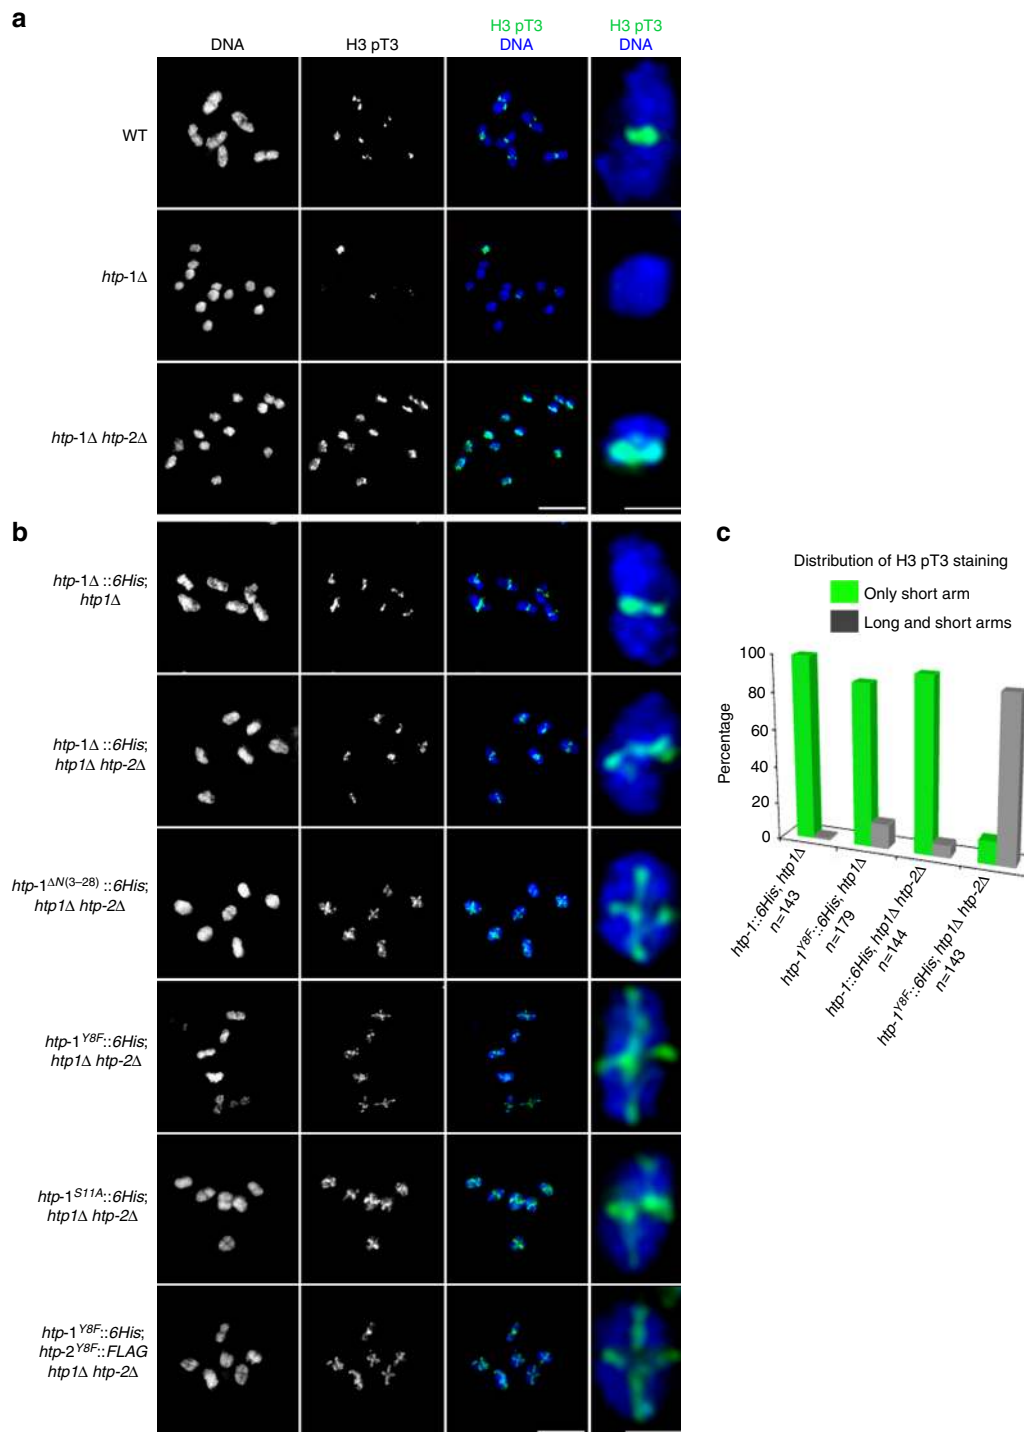 a
DNA
H3 pT3
H3 pT3
DNA
H3 pT3
DNA
WT
htp-1Δ
htp-1Δ htp-2Δ
b
htp-1Δ ::6His;
htp1Δ
htp-1Δ ::6His;
htp1Δ htp-2Δ
htp-1ΔN(3–28) ::6His;
htp1Δ htp-2Δ
htp-1Y8F::6His;
htp1Δ htp-2Δ
htp-1S11A::6His;
htp1Δ htp-2Δ
htp-1Y8F::6His;
htp-2Y8F::FLAG
htp1Δ htp-2Δ
c
Distribution of H3 pT3 staining
Only short arm
Long and short arms
Percentage
100
80
60
40
20
0
htp-1::6His; htp1Δ
n=143
htp-1Y8F::6His; htp1Δ
n=179
htp-1::6His; htp1Δ htp-2Δ
n=144
htp-1Y8F::6His; htp1Δ htp-2Δ
n=143